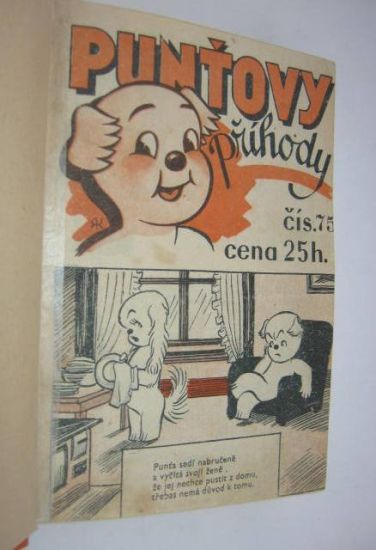 PUNŤOVY
příhody
čís. 75
cena 25h.
Punťa sedí nabručeně
a vyčítá svojí ženě,
že jej nechce pustit z domu,
třebas nemá důvod k tomu.